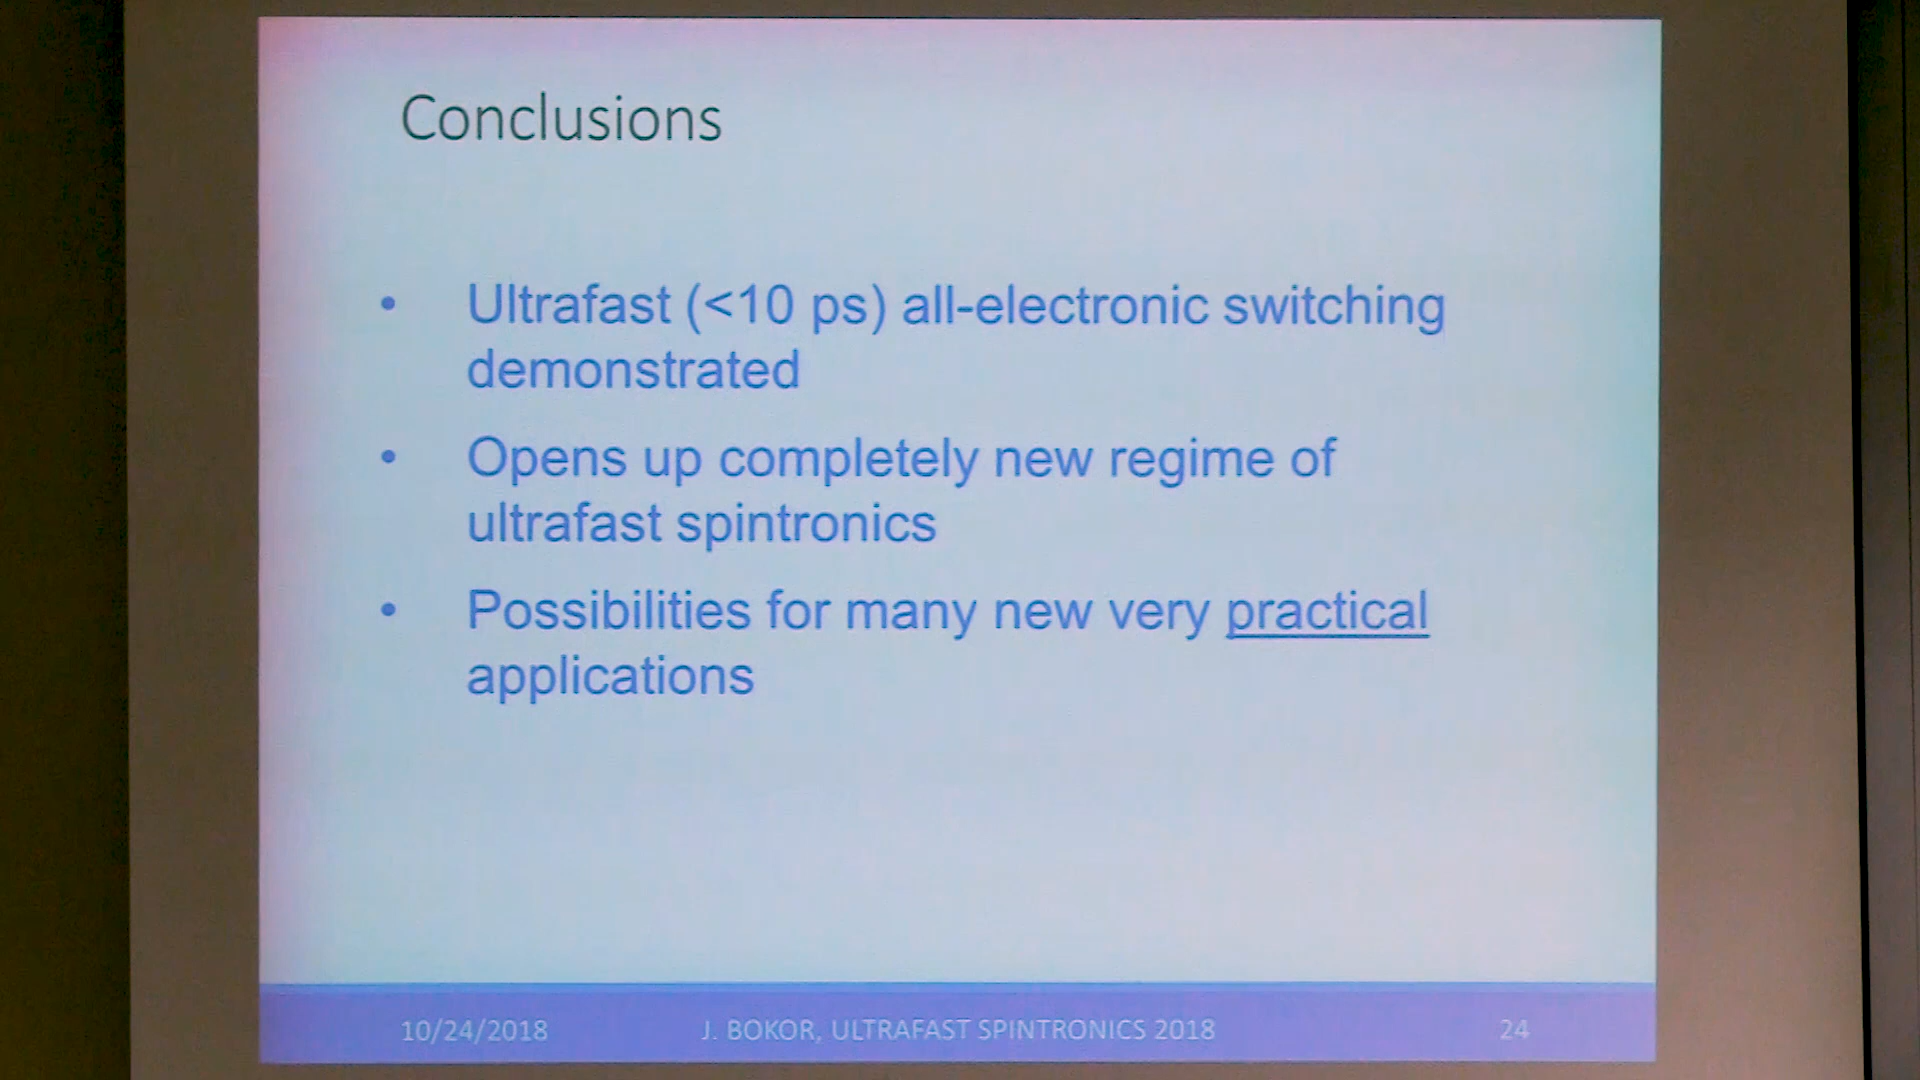 Conclusions
• Ultrafast (<10 ps) all-electronic switching
demonstrated
• Opens up completely new regime of
ultrafast spintronics
• Possibilities for many new very practical
applications
10/24/2018 J. BOKOR, ULTRAFAST SPINTRONICS 2018 24